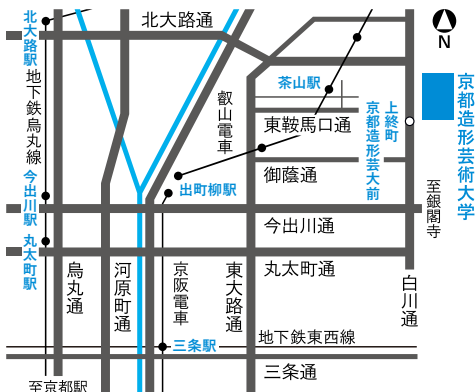 北大路通
北大路駅
N
地下鉄烏丸線
叡山電車
茶山駅
上終町
京都造形芸大前
京都造形芸術大学
東鞍馬口通
御蔭通
今出川駅
出町柳駅
至銀閣寺
今出川通
丸太町駅
丸太町通
烏丸通
河原町通
京阪電車
東大路通
白川通
地下鉄東西線
三条駅
三条通
至京都駅